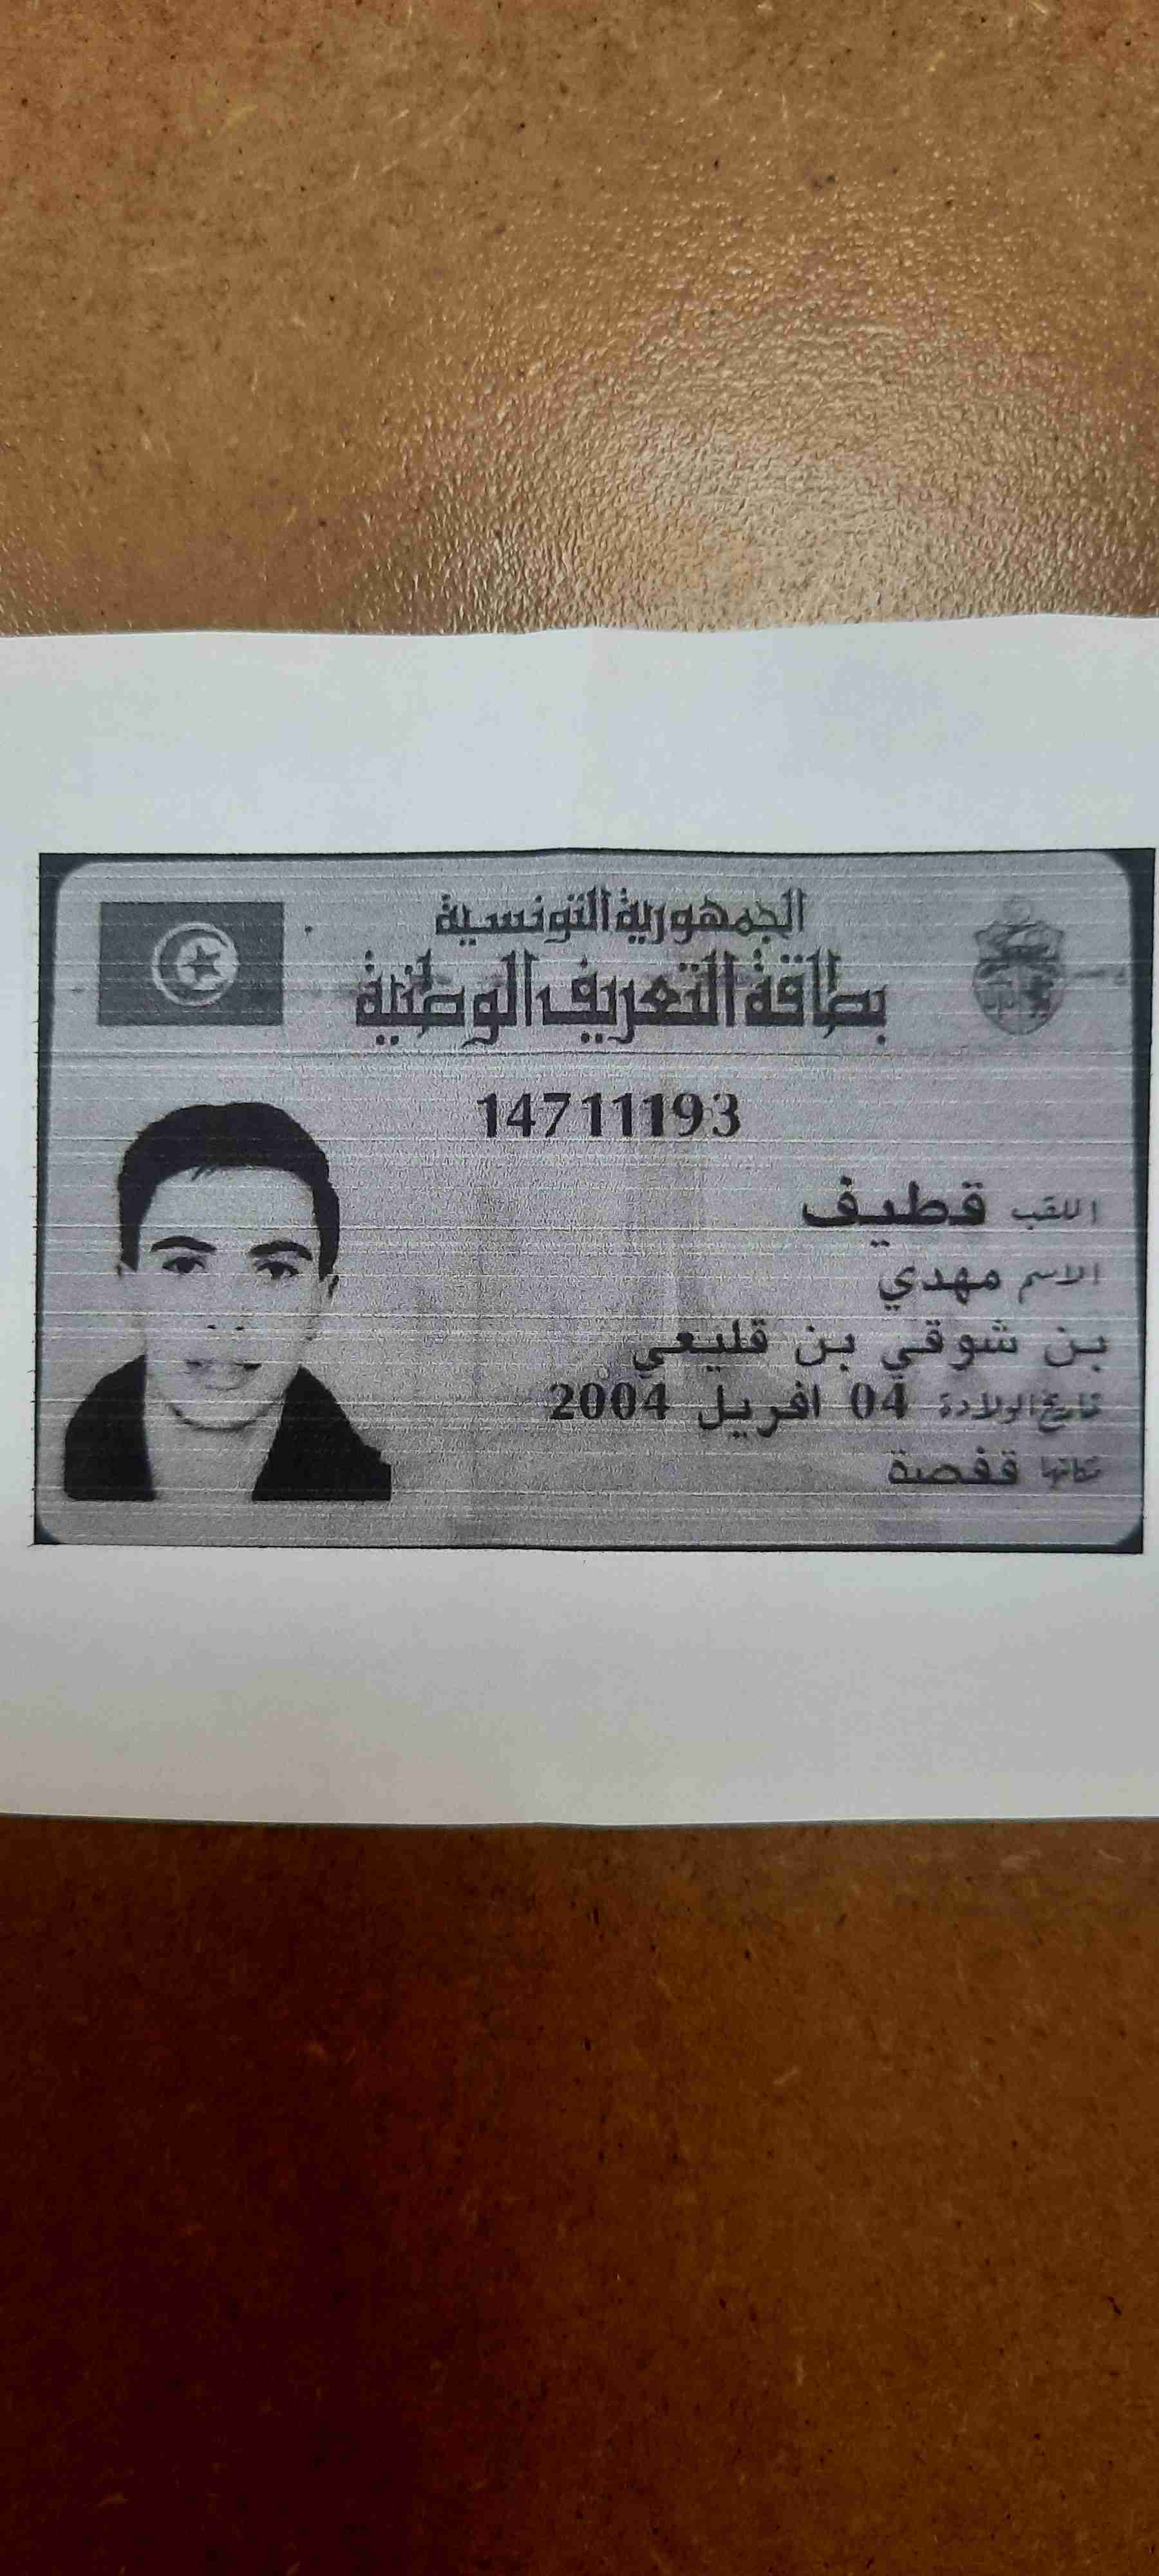 الجمهورية التونسية
بطاقة التعريف الوطنية
14711193
اللقب قطيف
الاسم مهدي
بن شوقي بن قليعي
تاريخ الولادة 04 افريل 2004
مكانها قفصة